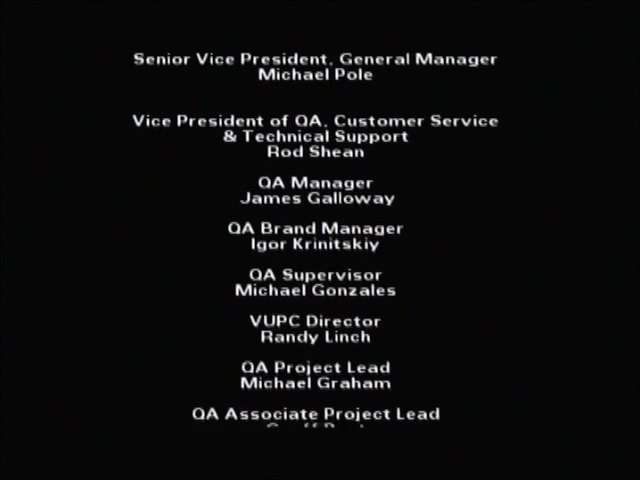 Senior Vice President, General Manager
Michael Pole
Vice President of QA, Customer Service
& Technical Support
Rod Shean
QA Manager
James Galloway
QA Brand Manager
Igor Krinitskiy
QA Supervisor
Michael Gonzales
VUPC Director
Randy Linch
QA Project Lead
Michael Graham
QA Associate Project Lead